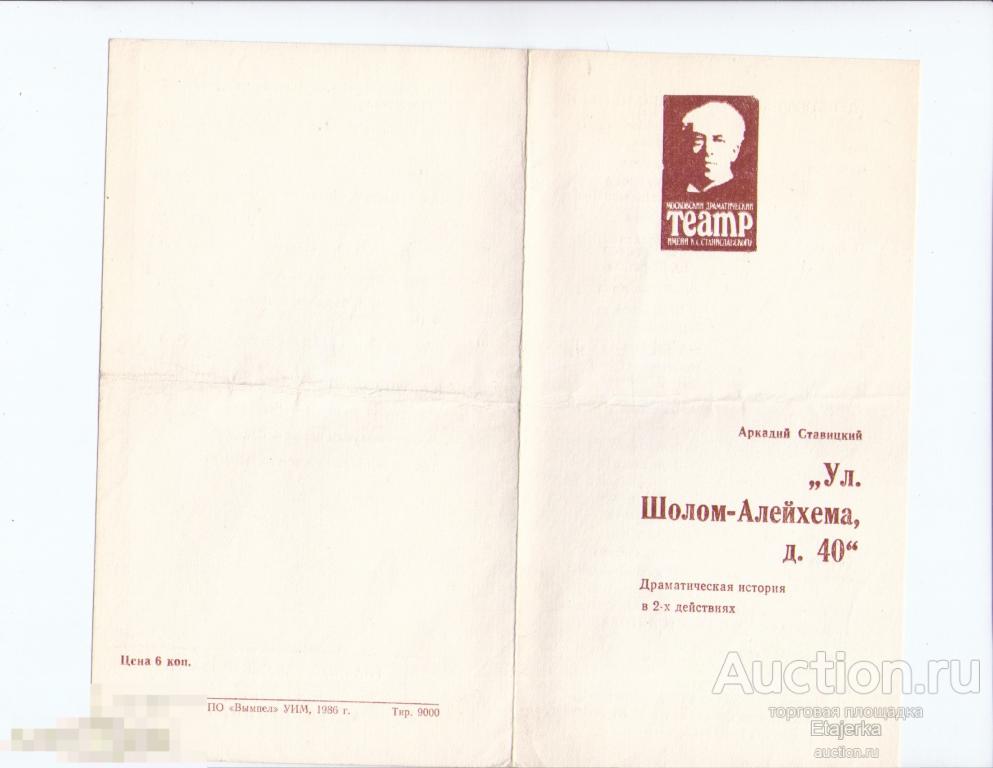 МОСКОВСКИЙ ДРАМАТИЧЕСКИЙ
ТЕАТР
ИМЕНИ К.С.СТАНИСЛАВСКОГО
Аркадий Ставицкий
„Ул.
Шолом-Алейхема,
д. 40“
Драматическая история
в 2-х действиях
Цена 6 коп.
ПО «Вымпел» УИМ, 1986 г. Тир. 9000
Auction.ru
торговая площадка
Etajerka
auction.ru